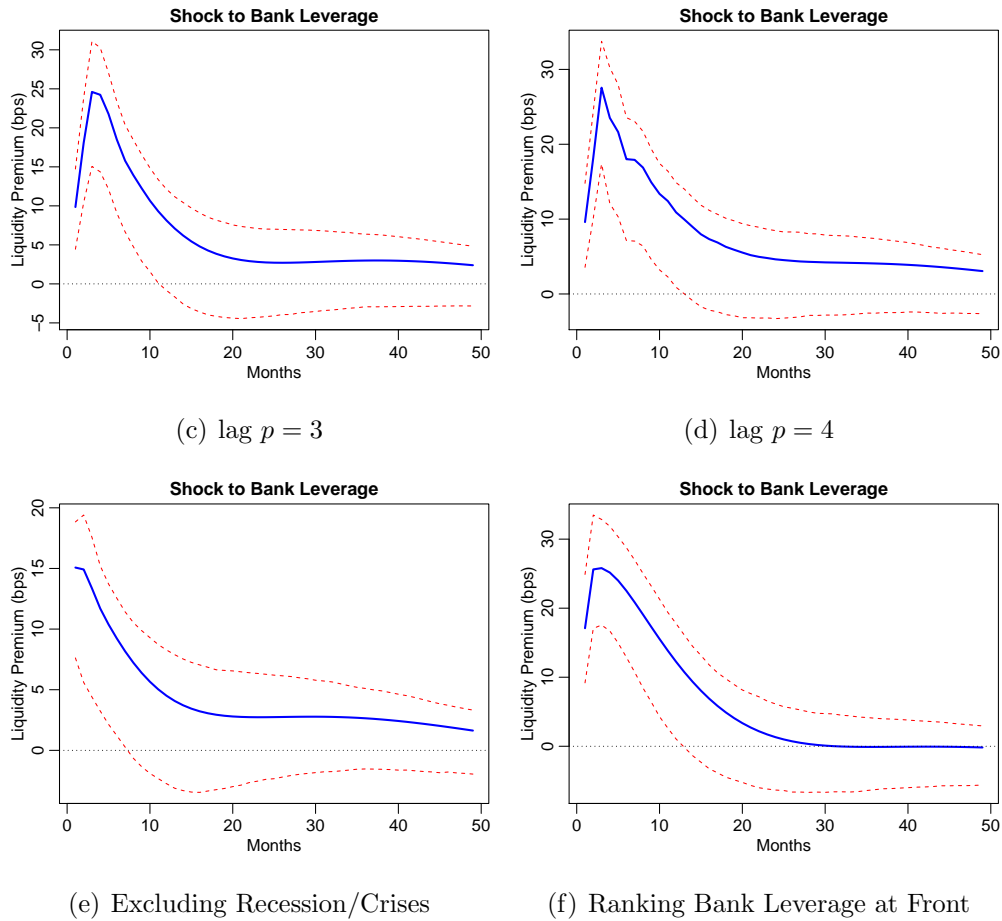 Shock to Bank Leverage
Liquidity Premium (bps)
30
25
20
15
10
5
0
−5
0 10 20 30 40 50
Months
(c) lag p = 3
Shock to Bank Leverage
Liquidity Premium (bps)
30
20
10
0
0 10 20 30 40 50
Months
(d) lag p = 4
Shock to Bank Leverage
Liquidity Premium (bps)
20
15
10
5
0
0 10 20 30 40 50
Months
(e) Excluding Recession/Crises
Shock to Bank Leverage
Liquidity Premium (bps)
30
20
10
0
0 10 20 30 40 50
Months
(f) Ranking Bank Leverage at Front